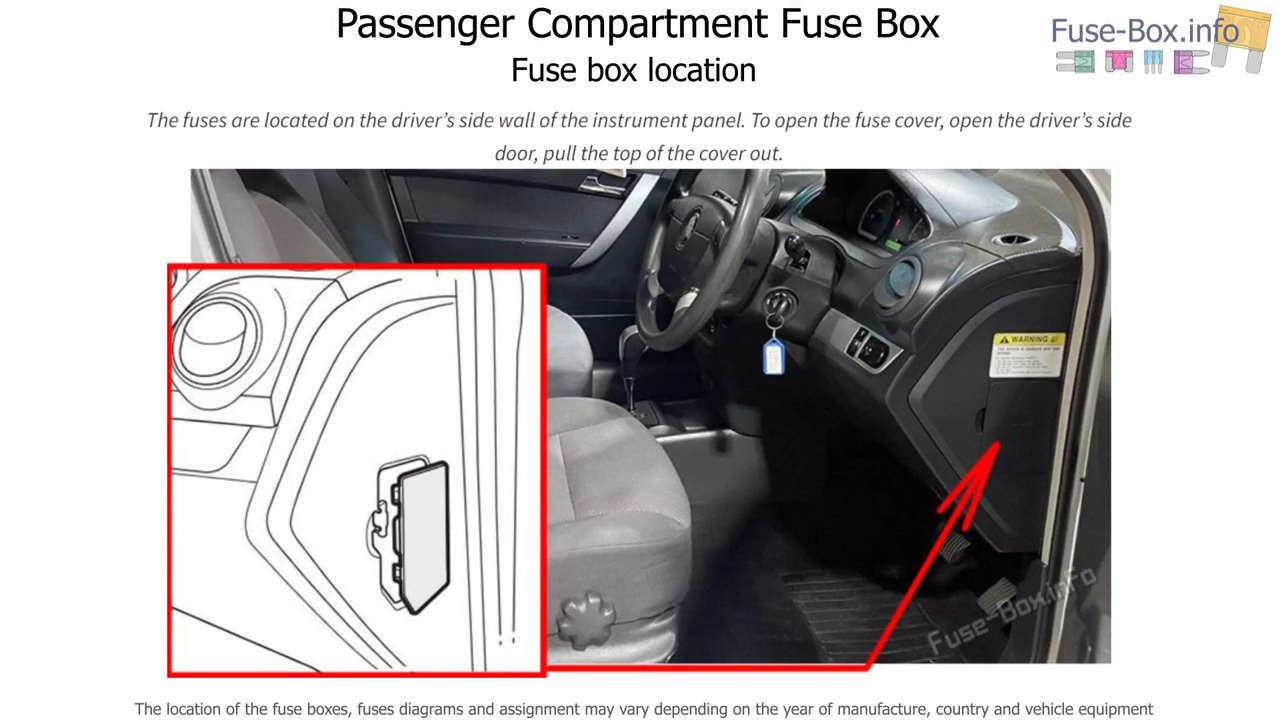 Passenger Compartment Fuse Box
Fuse-Box.info
Fuse box location
The fuses are located on the driver’s side wall of the instrument panel. To open the fuse cover, open the driver’s side
door, pull the top of the cover out.
WARNING
Fuse-Box.info
The location of the fuse boxes, fuses diagrams and assignment may vary depending on the year of manufacture, country and vehicle equipment